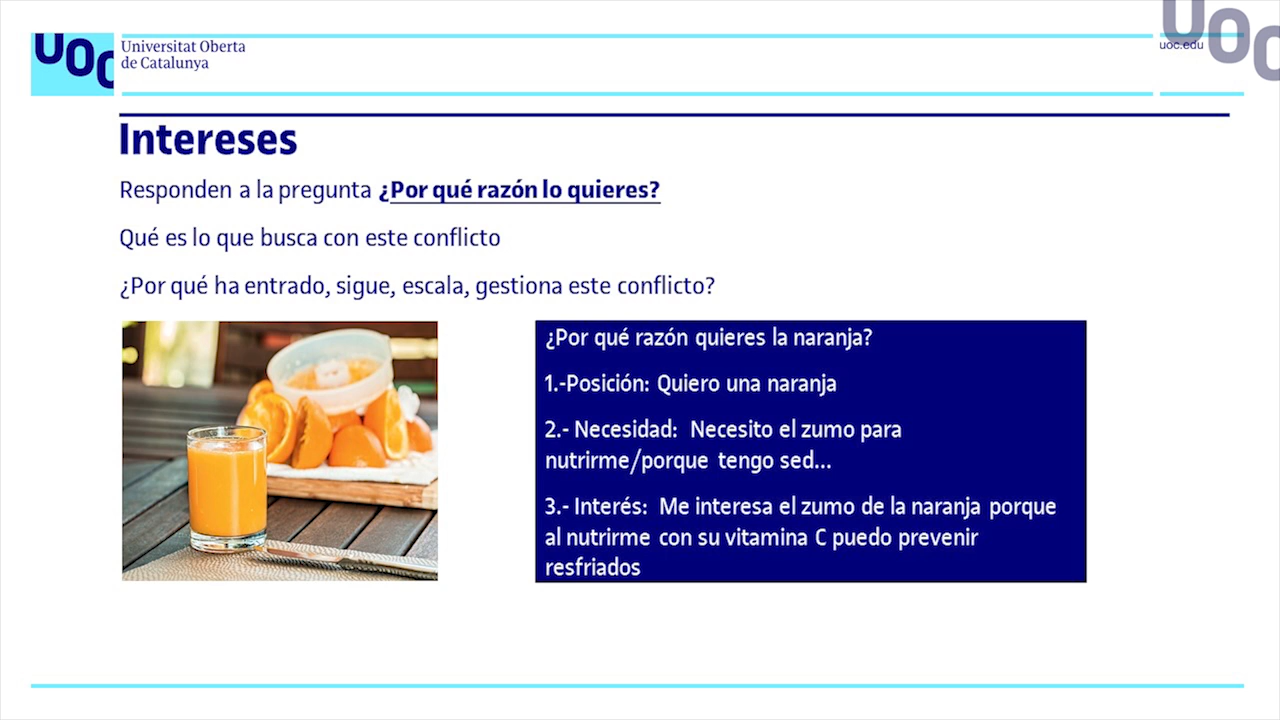 UOC
Universitat Oberta
de Catalunya
uoc.edu
UOC
Intereses
Responden a la pregunta ¿Por qué razón lo quieres?
Qué es lo que busca con este conflicto
¿Por qué ha entrado, sigue, escala, gestiona este conflicto?
¿Por qué razón quieres la naranja?
1.-Posición: Quiero una naranja
2.- Necesidad: Necesito el zumo para
nutrirme/porque tengo sed...
3.- Interés: Me interesa el zumo de la naranja porque
al nutrirme con su vitamina C puedo prevenir
resfriados